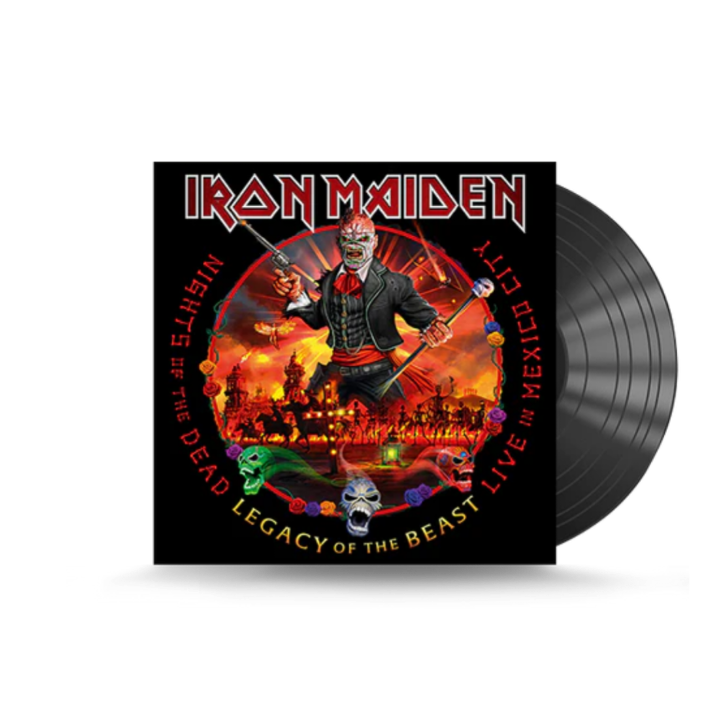 IRON MAIDEN
NIGHTS OF THE DEAD
LEGACY OF THE BEAST
LIVE IN MEXICO CITY